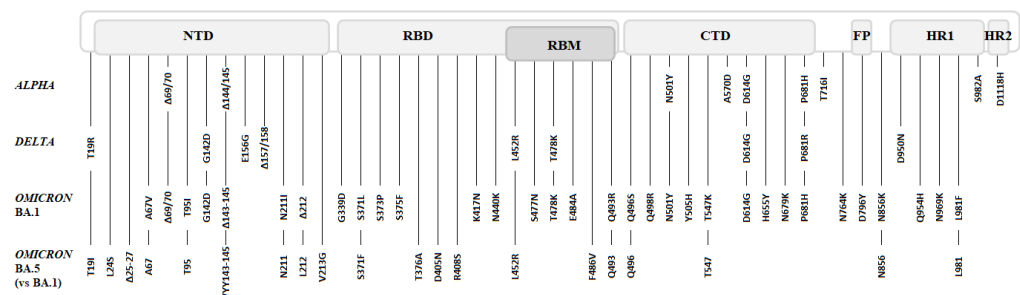 NTD RBD RBM CTD FP HR1 HR2
ALPHA Δ69/70 Δ144/145 N501Y A570D D614G P681H T716I S982A D1118H
DELTA T19R G142D E156G Δ157/158 L452R T478K D614G P681R D950N
OMICRON
BA.1 A67V Δ69/70 T95I G142D Δ143-145 N211I Δ212 G339D S371L S373P S375F K417N N440K S477N T478K E484A Q493R Q496S Q498R N501Y Y505H T547K D614G H655Y N679K P681H N764K D796Y N856K Q954H N969K L981F
OMICRON
BA.5 T19I L24S Δ25-27 A67 T95 VYY143-145 N211 L212 V213G S371F T376A D405N R408S L452R F486V Q493 Q496 T547 N856 L981
(vs BA.1)